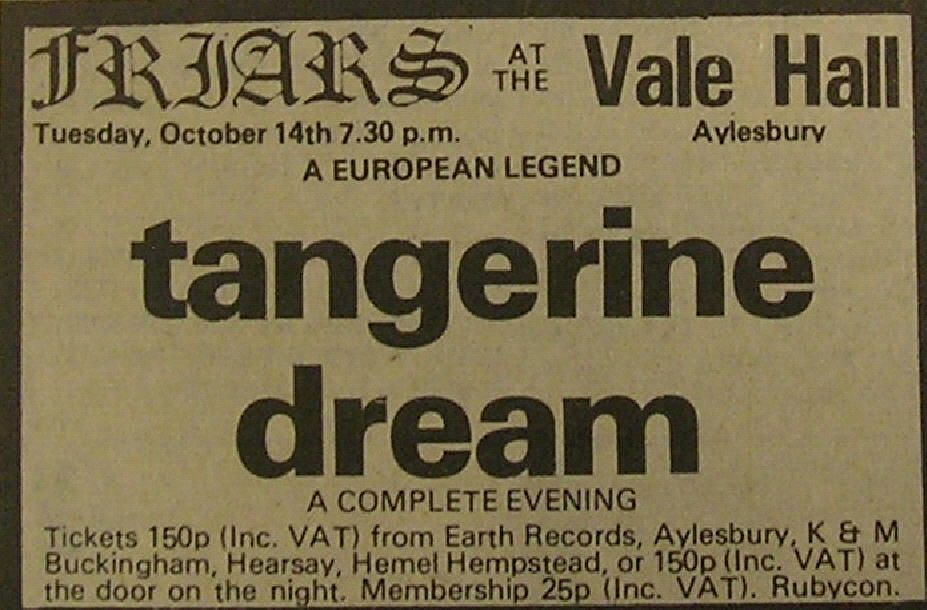 FRIARS AT THE Vale Hall
Tuesday, October 14th 7.30 p.m. Aylesbury
A EUROPEAN LEGEND
tangerine
dream
A COMPLETE EVENING
Tickets 150p (Inc. VAT) from Earth Records, Aylesbury, K & M
Buckingham, Hearsay, Hemel Hempstead, or 150p (Inc. VAT) at
the door on the night. Membership 25p (Inc. VAT). Rubycon.